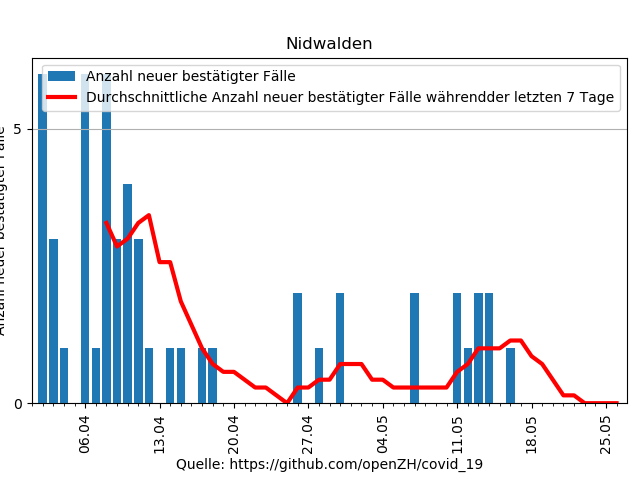 Nidwalden
Anzahl neuer bestätigter Fälle
Durchschnittliche Anzahl neuer bestätigter Fälle währendder letzten 7 Tage
Anzahl neuer bestätigter Fälle
5
0
06.04
13.04
20.04
27.04
04.05
11.05
18.05
25.05
Quelle: https://github.com/openZH/covid_19